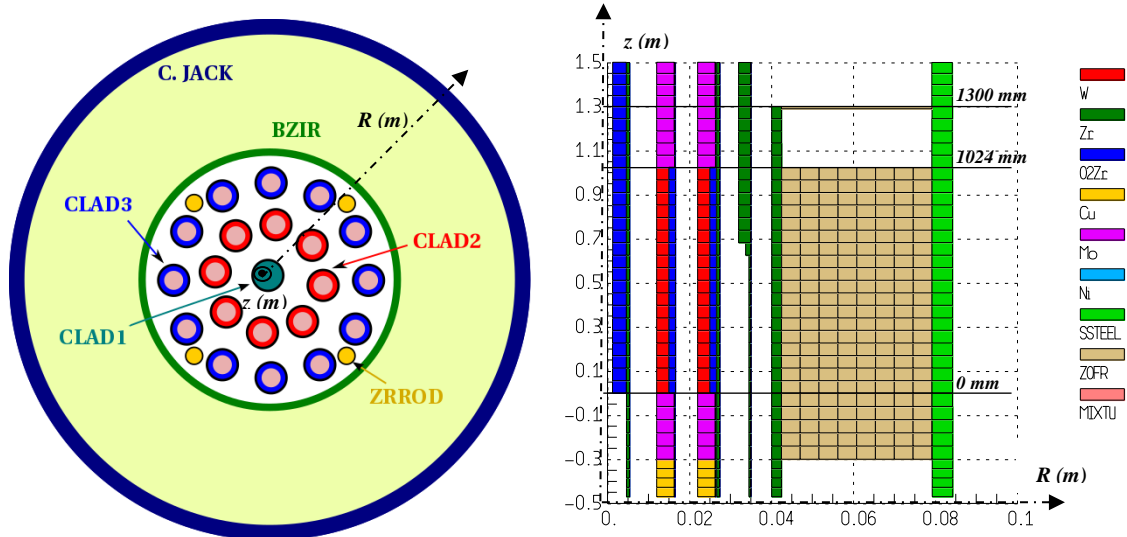 C. JACK
R (m)
BZIR
CLAD3
CLAD2
z (m)
CLAD1
ZRROD
z (m)
1.5
1.3
1.1
0.9
0.7
0.5
0.3
0.1
-0.1
-0.3
-0.5
1300 mm
1024 mm
0 mm
R (m)
0. 0.02 0.04 0.06 0.08 0.1
W
Zr
O2Zr
Cu
Mo
Ni
SSTEEL
ZOFR
MIXTU